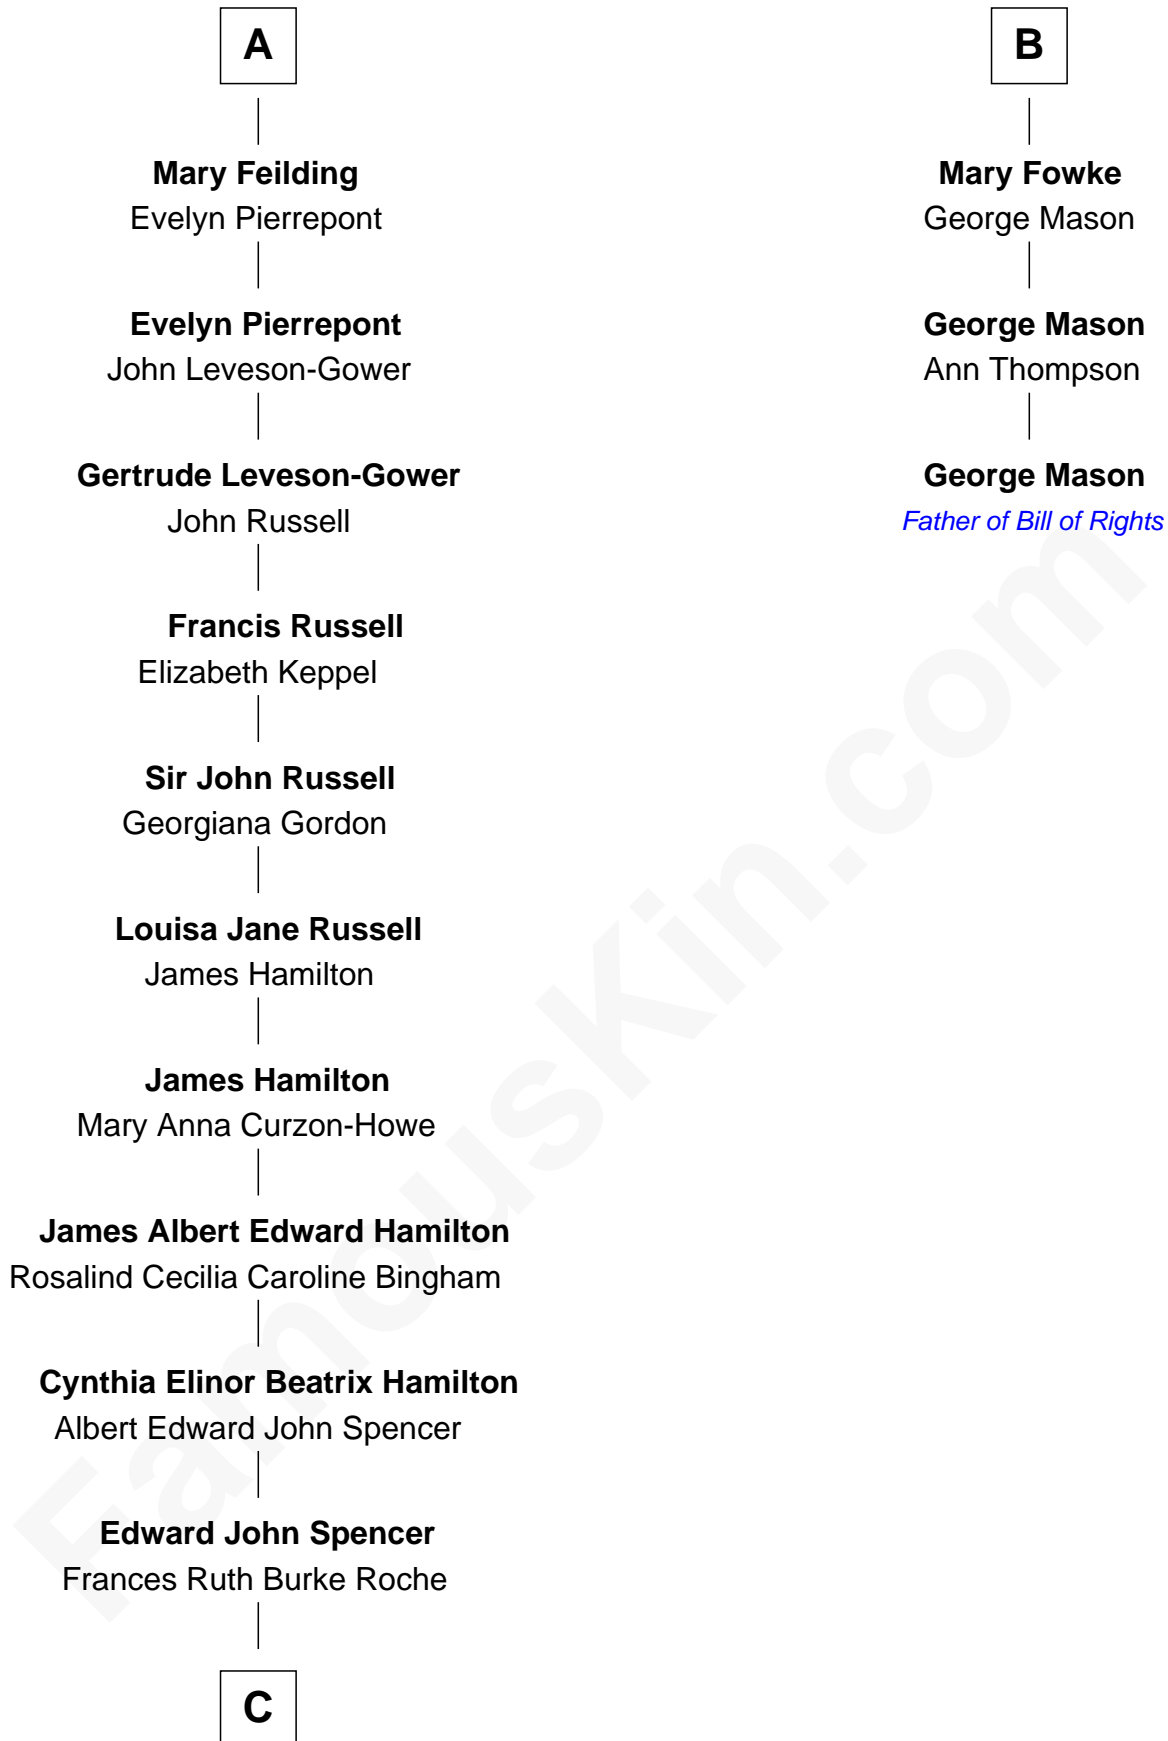 A
Mary Feilding
Evelyn Pierrepont
Evelyn Pierrepont
John Leveson-Gower
Gertrude Leveson-Gower
John Russell
Francis Russell
Elizabeth Keppel
Sir John Russell
Georgiana Gordon
Louisa Jane Russell
James Hamilton
James Hamilton
Mary Anna Curzon-Howe
James Albert Edward Hamilton
Rosalind Cecilia Caroline Bingham
Cynthia Elinor Beatrix Hamilton
Albert Edward John Spencer
Edward John Spencer
Frances Ruth Burke Roche
C
B
Mary Fowke
George Mason
George Mason
Ann Thompson
George Mason
Father of Bill of Rights
FamousKin.com